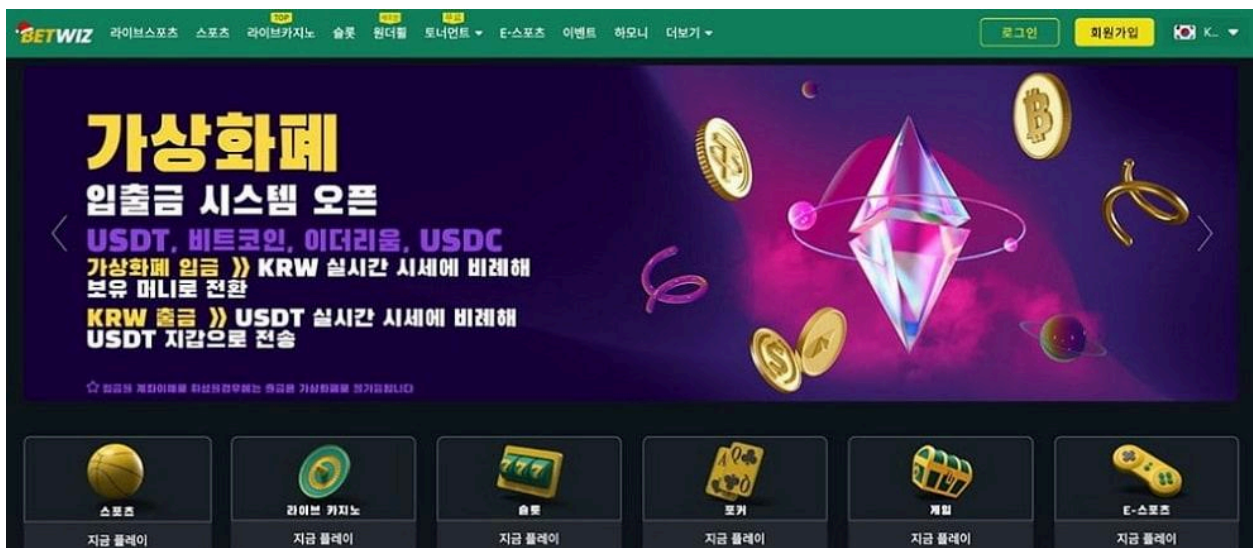 TOP
무료
BETWIZ 라이브스포츠 스포츠 라이브카지노 슬롯 원더휠 토너먼트 E-스포츠 이벤트 하모니 더보기 로그인 회원가입 K...
가상화폐
입출금 시스템 오픈
USDT, 비트코인, 이더리움, USDC
가상화폐 입금 》 KRW 실시간 시세에 비례해
보유 머니로 전환
KRW 출금 》 USDT 실시간 시세에 비례해
USDT 지갑으로 전송
스포츠 라이브 카지노 슬롯 포커 게임 E-스포츠
지금 플레이 지금 플레이 지금 플레이 지금 플레이 지금 플레이 지금 플레이